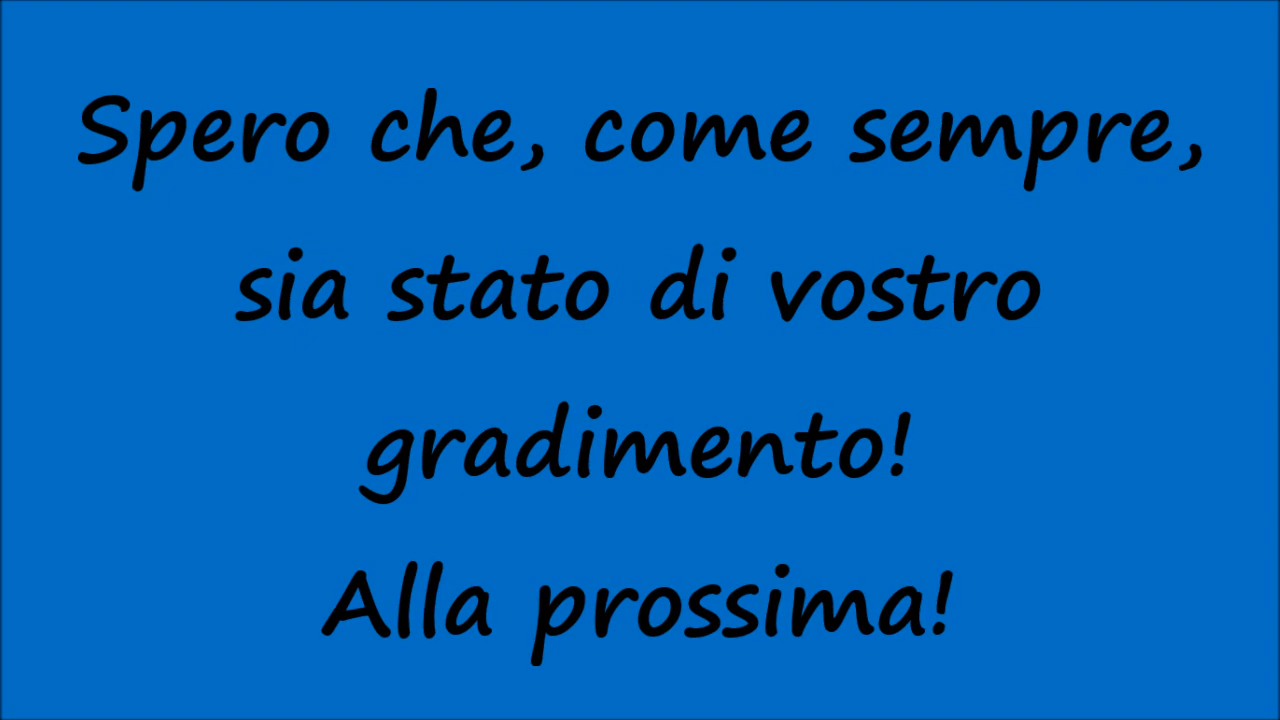 Spero che, come sempre,
sia stato di vostro
gradimento!
Alla prossima!